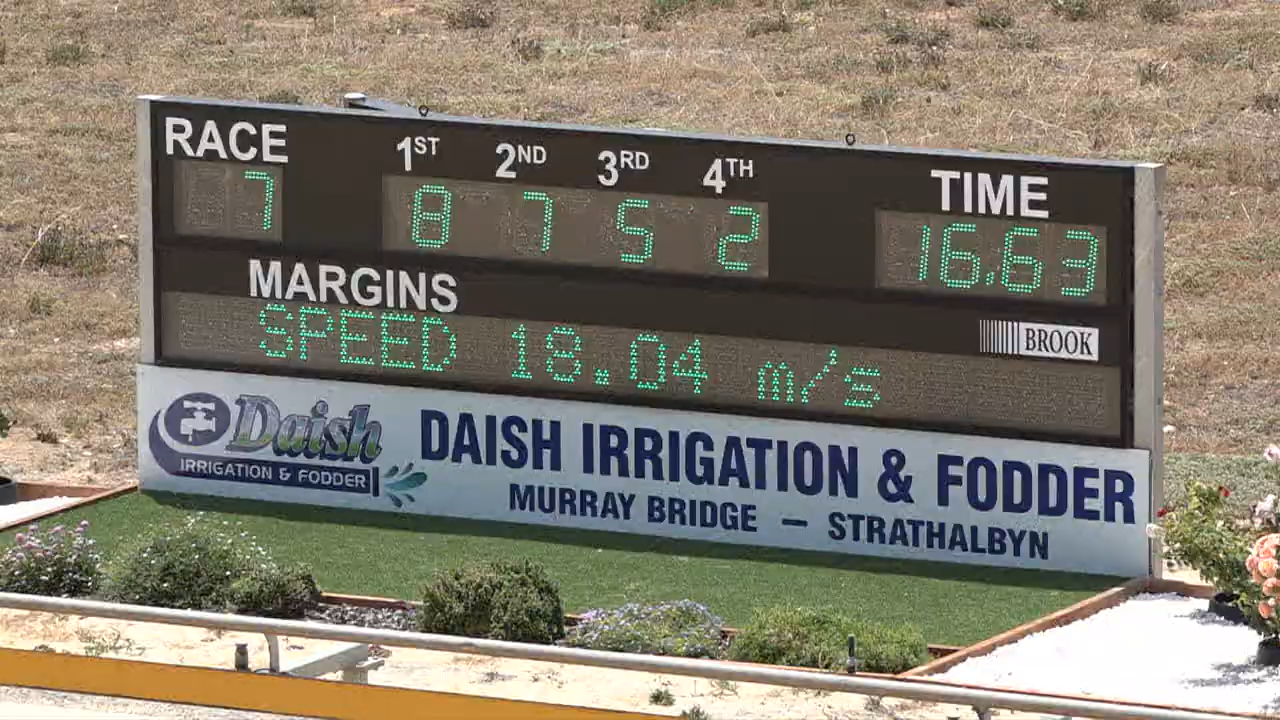 RACE 1ST 2ND 3RD 4TH TIME
7 8 7 5 2 16.63
MARGINS
BROOK
SPEED 18.04 m/s
Daish
IRRIGATION & FODDER
DAISH IRRIGATION & FODDER
MURRAY BRIDGE – STRATHALBYN